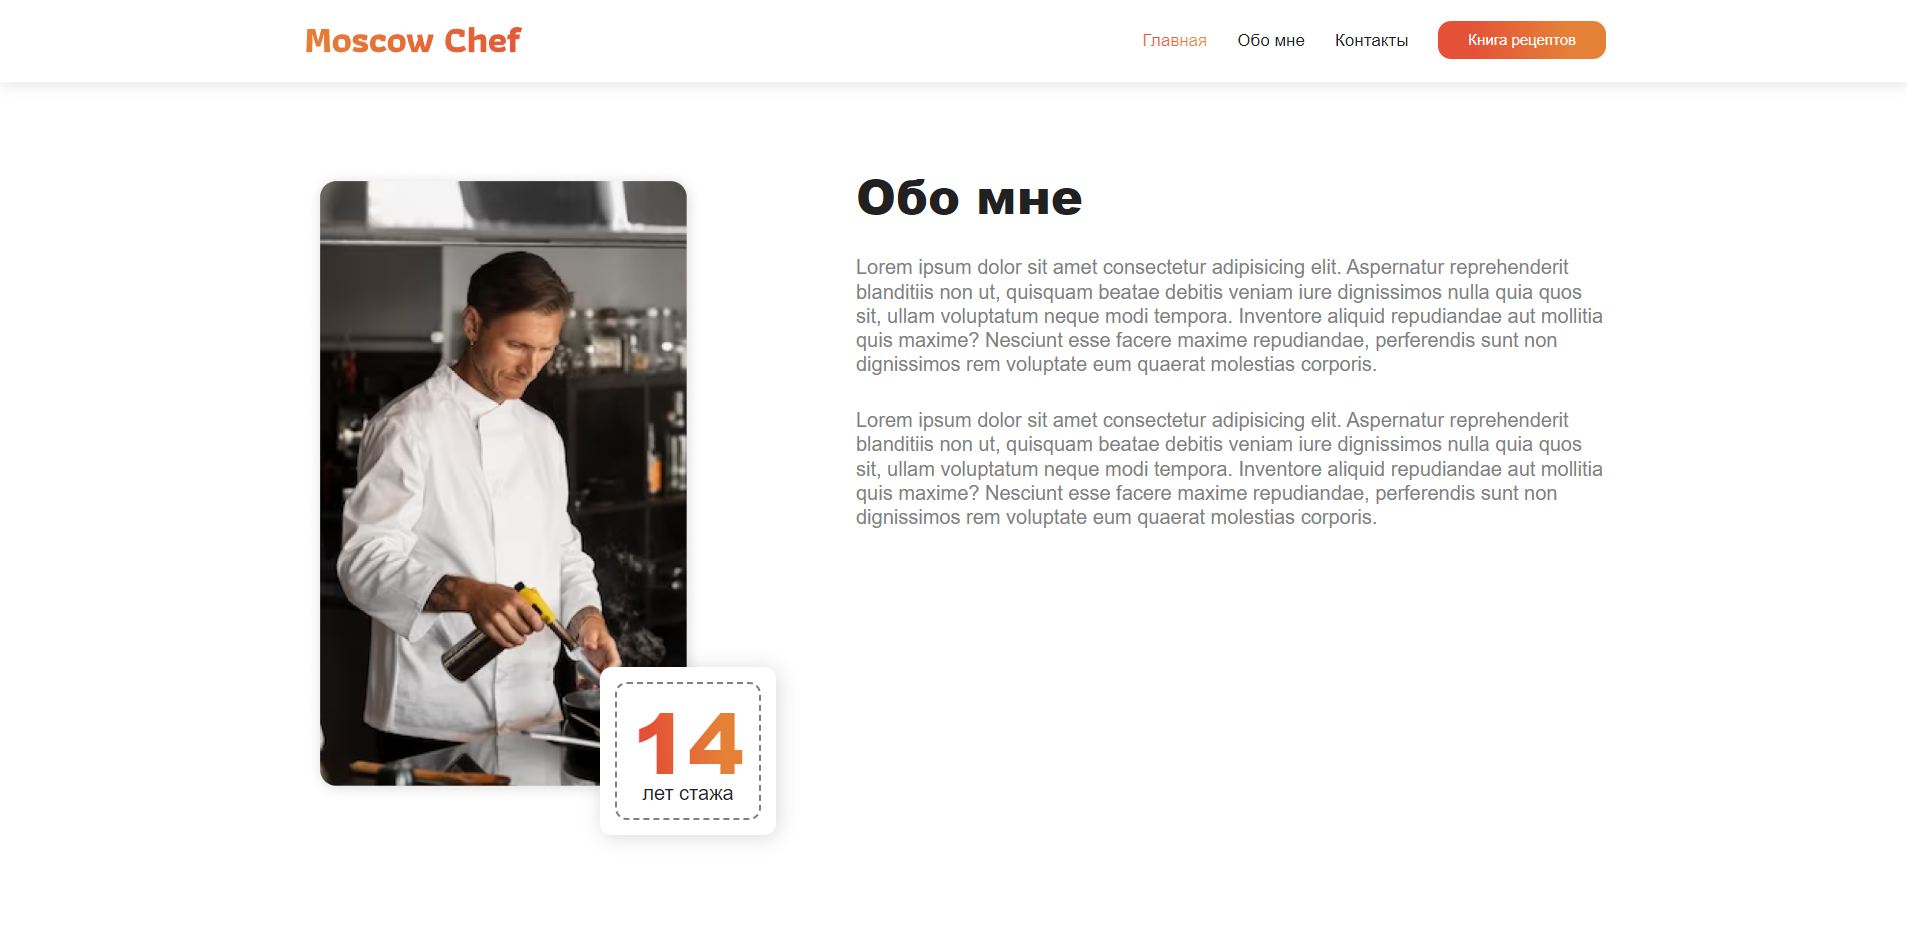 Moscow Chef
Главная
Обо мне
Контакты
Книга рецептов
Обо мне
Lorem ipsum dolor sit amet consectetur adipisicing elit. Aspernatur reprehenderit
blanditiis non ut, quisquam beatae debitis veniam iure dignissimos nulla quia quos
sit, ullam voluptatum neque modi tempora. Inventore aliquid repudiandae aut mollitia
quis maxime? Nesciunt esse facere maxime repudiandae, perferendis sunt non
dignissimos rem voluptate eum quaerat molestias corporis.
Lorem ipsum dolor sit amet consectetur adipisicing elit. Aspernatur reprehenderit
blanditiis non ut, quisquam beatae debitis veniam iure dignissimos nulla quia quos
sit, ullam voluptatum neque modi tempora. Inventore aliquid repudiandae aut mollitia
quis maxime? Nesciunt esse facere maxime repudiandae, perferendis sunt non
dignissimos rem voluptate eum quaerat molestias corporis.
14
лет стажа